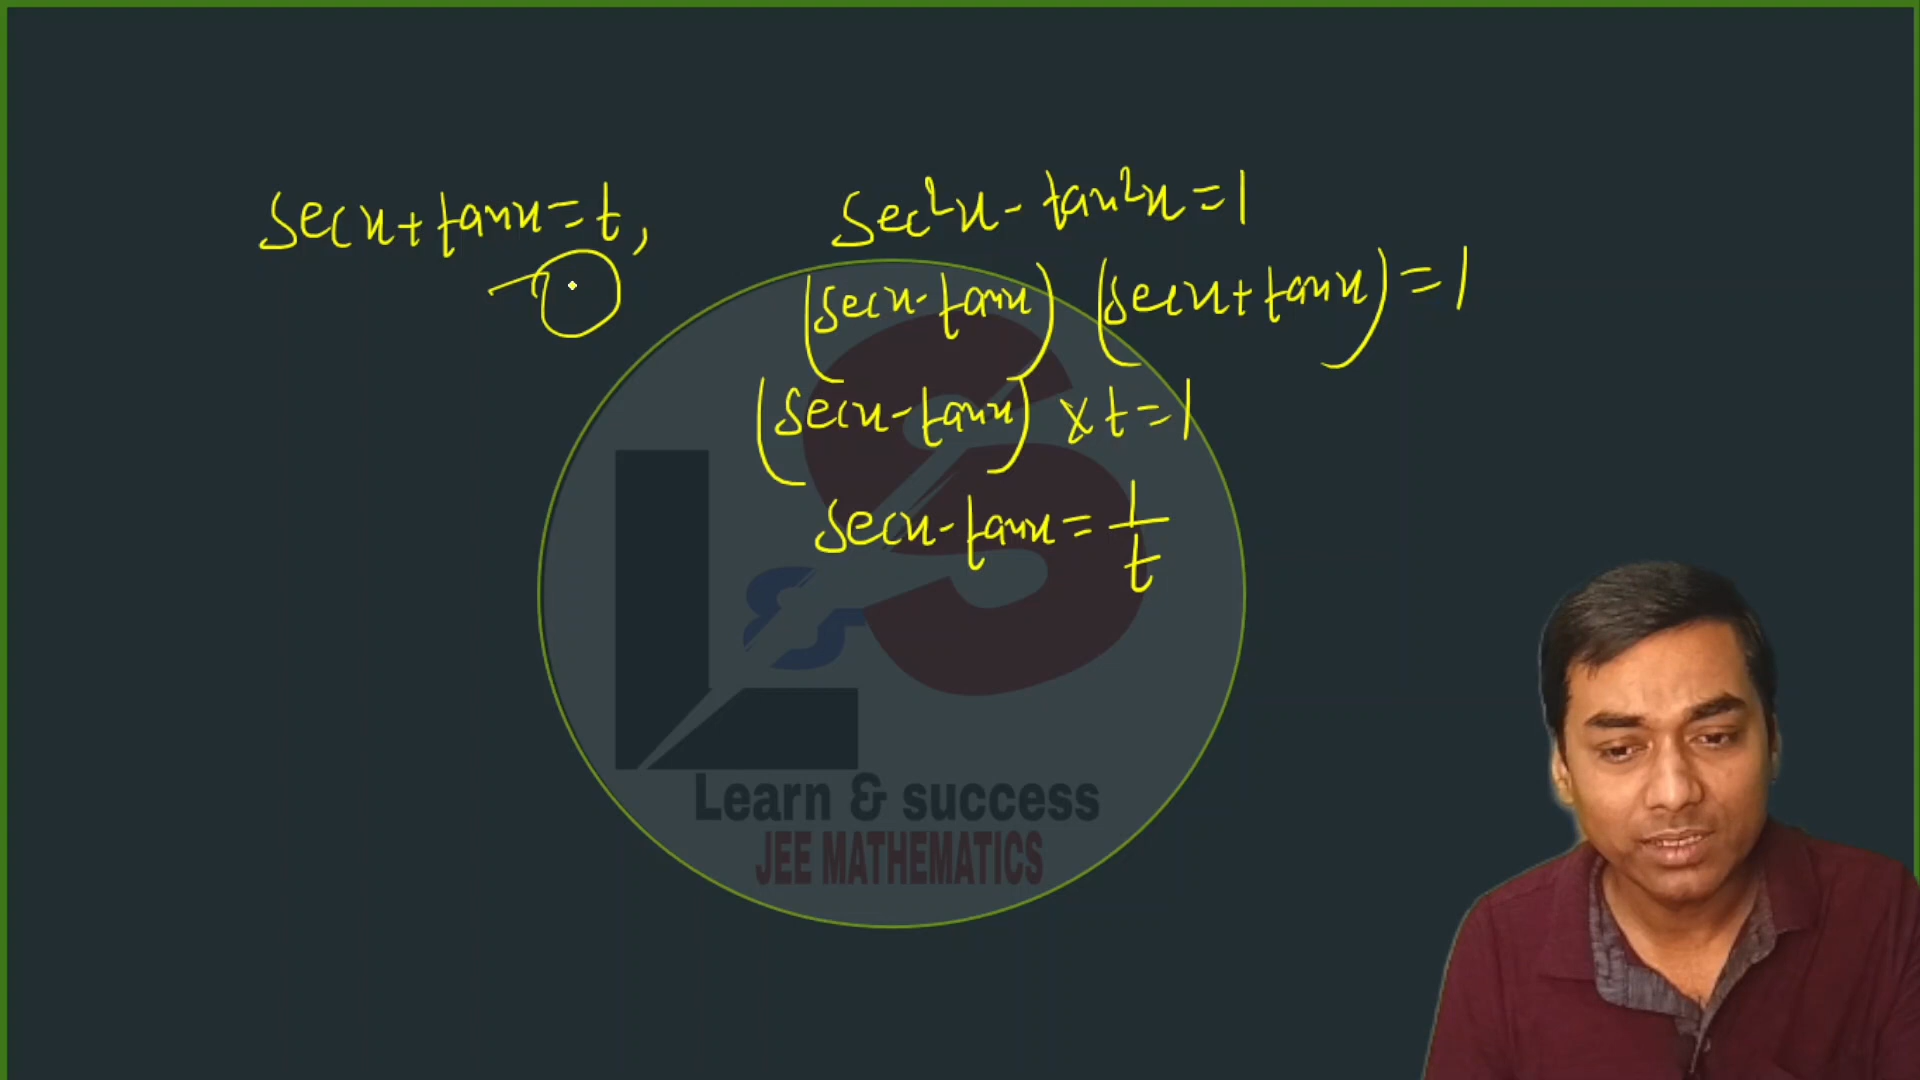 secx+tanx=t,
sec²x-tan²x=1
(secx-tanx) (secx+tanx)=1
(secx-tanx) x t=1
secx-tanx=1/t
Learn & success
JEE MATHEMATICS